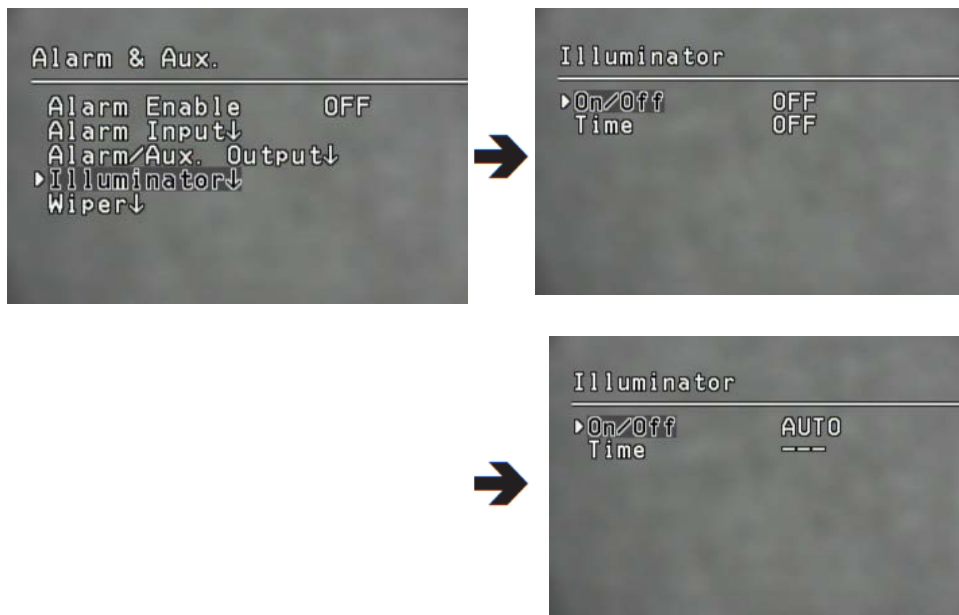 Alarm & Aux.
Alarm Enable OFF
Alarm Input↓
Alarm/Aux. Output↓
▷Illuminator↓
Wiper↓
Illuminator
▷On/Off OFF
Time OFF
Illuminator
▷On/Off AUTO
Time ---